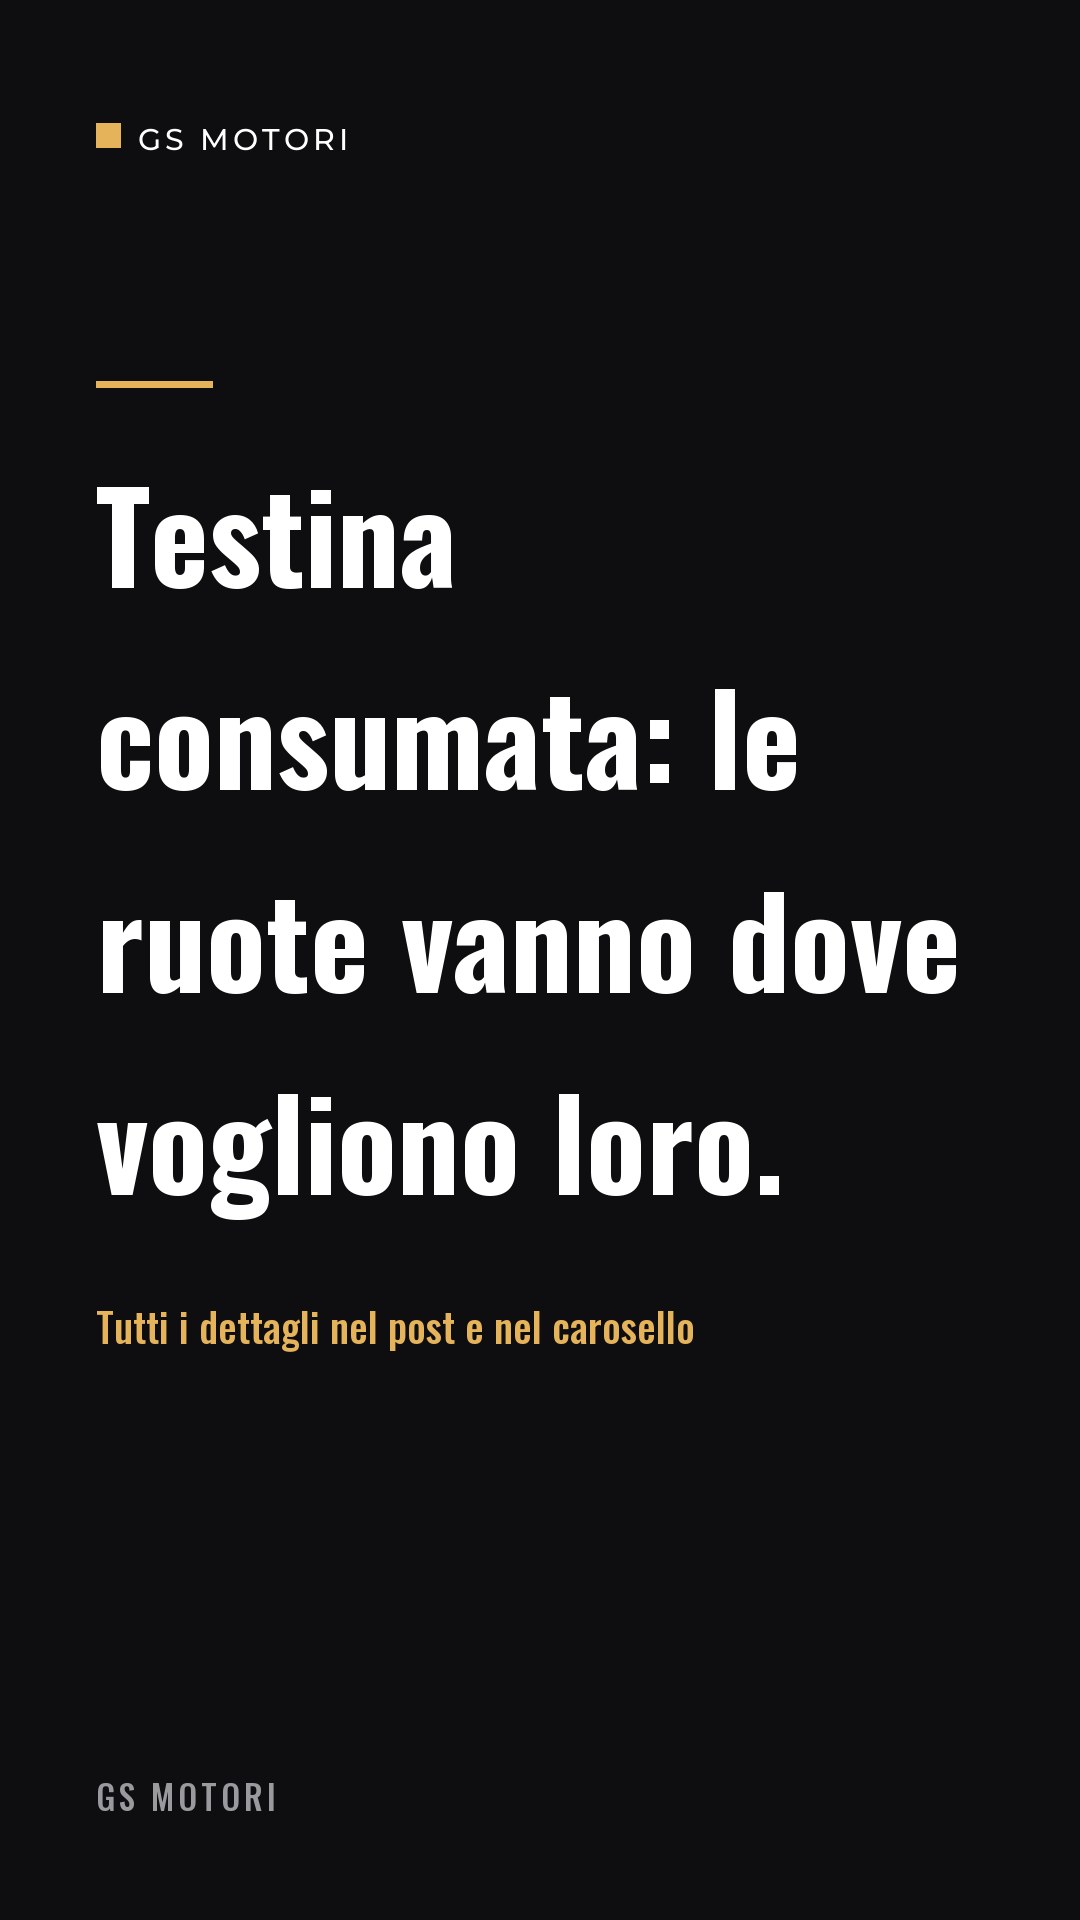 GS MOTORI
Testina
consumata: le
ruote vanno dove
vogliono loro.
Tutti i dettagli nel post e nel carosello
GS MOTORI